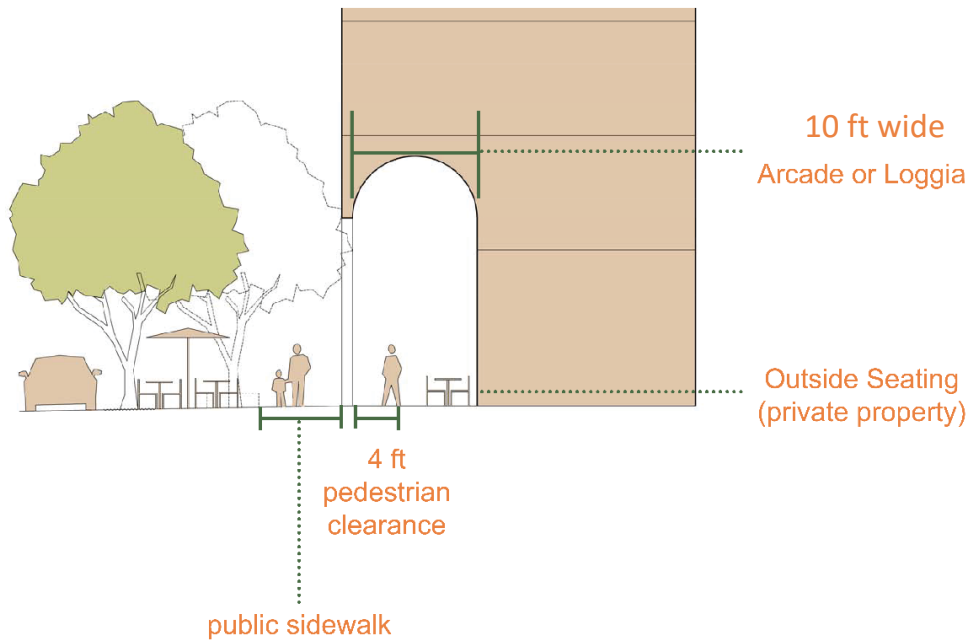 10 ft wide
Arcade or Loggia
Outside Seating
(private property)
4 ft
pedestrian
clearance
public sidewalk